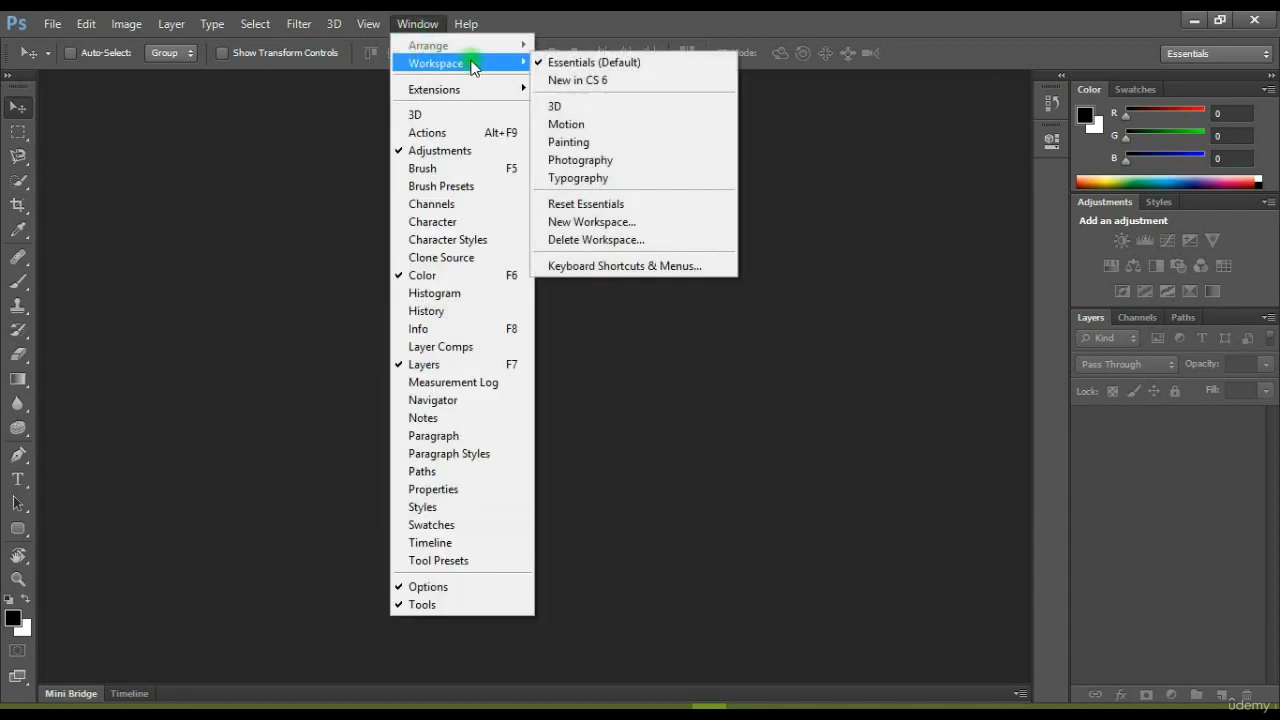 Ps File Edit Image Layer Type Select Filter 3D View Window Help
Auto-Select: Group Show Transform Controls
Essentials
Arrange
Workspace
Extensions
3D
Actions Alt+F9
Adjustments
Brush F5
Brush Presets
Channels
Character
Character Styles
Clone Source
Color F6
Histogram
History
Info F8
Layer Comps
Layers F7
Measurement Log
Navigator
Notes
Paragraph
Paragraph Styles
Paths
Properties
Styles
Swatches
Timeline
Tool Presets
Options
Tools
Essentials (Default)
New in CS 6
3D
Motion
Painting
Photography
Typography
Reset Essentials
New Workspace...
Delete Workspace...
Keyboard Shortcuts & Menus...
Color Swatches
R 0
G 0
B 0
Adjustments Styles
Add an adjustment
Layers Channels Paths
Kind
Pass Through Opacity:
Lock: Fill:
Mini Bridge Timeline
udemy